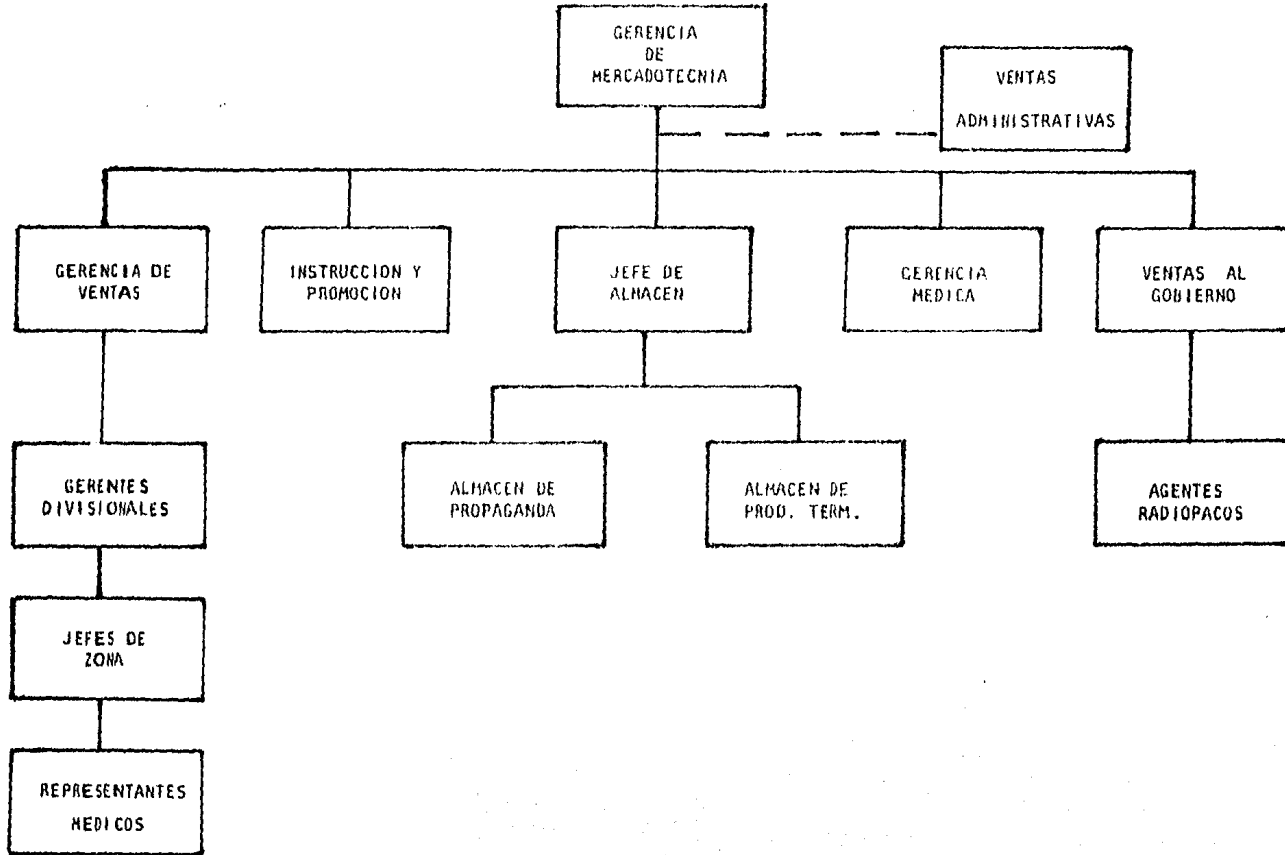 GERENCIA
DE
MERCADOTECNIA
VENTAS
ADMINISTRATIVAS
GERENCIA DE
VENTAS
INSTRUCCION Y
PROMOCION
JEFE DE
ALMACEN
GERENCIA
MEDICA
VENTAS AL
GOBIERNO
GERENTES
DIVISIONALES
ALMACEN DE
PROPAGANDA
ALMACEN DE
PROD. TERM.
AGENTES
RADIOPACOS
JEFES DE
ZONA
REPRESENTANTES
MEDICOS